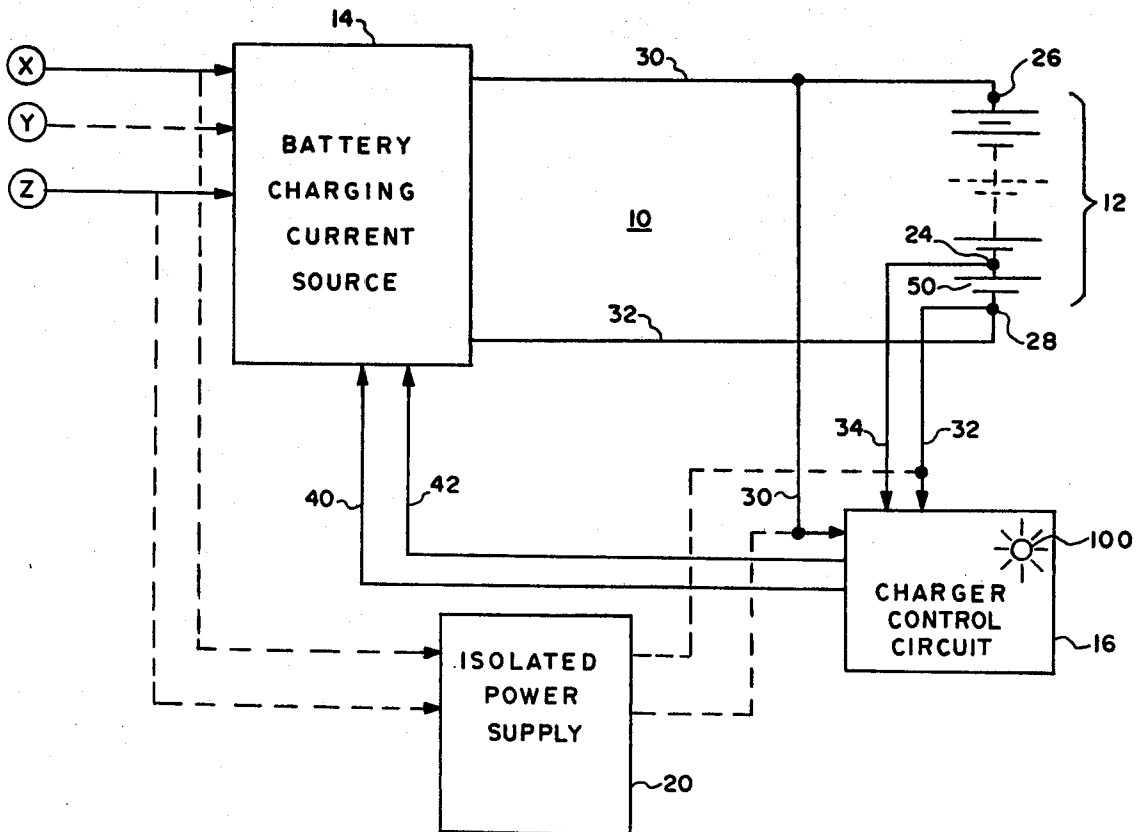 14
X
30
26
Y
BATTERY
CHARGING
CURRENT
SOURCE
10
12
24
50
Z
32
28
34
32
40
42
30
100
CHARGER
CONTROL
CIRCUIT
16
ISOLATED
POWER
SUPPLY
20